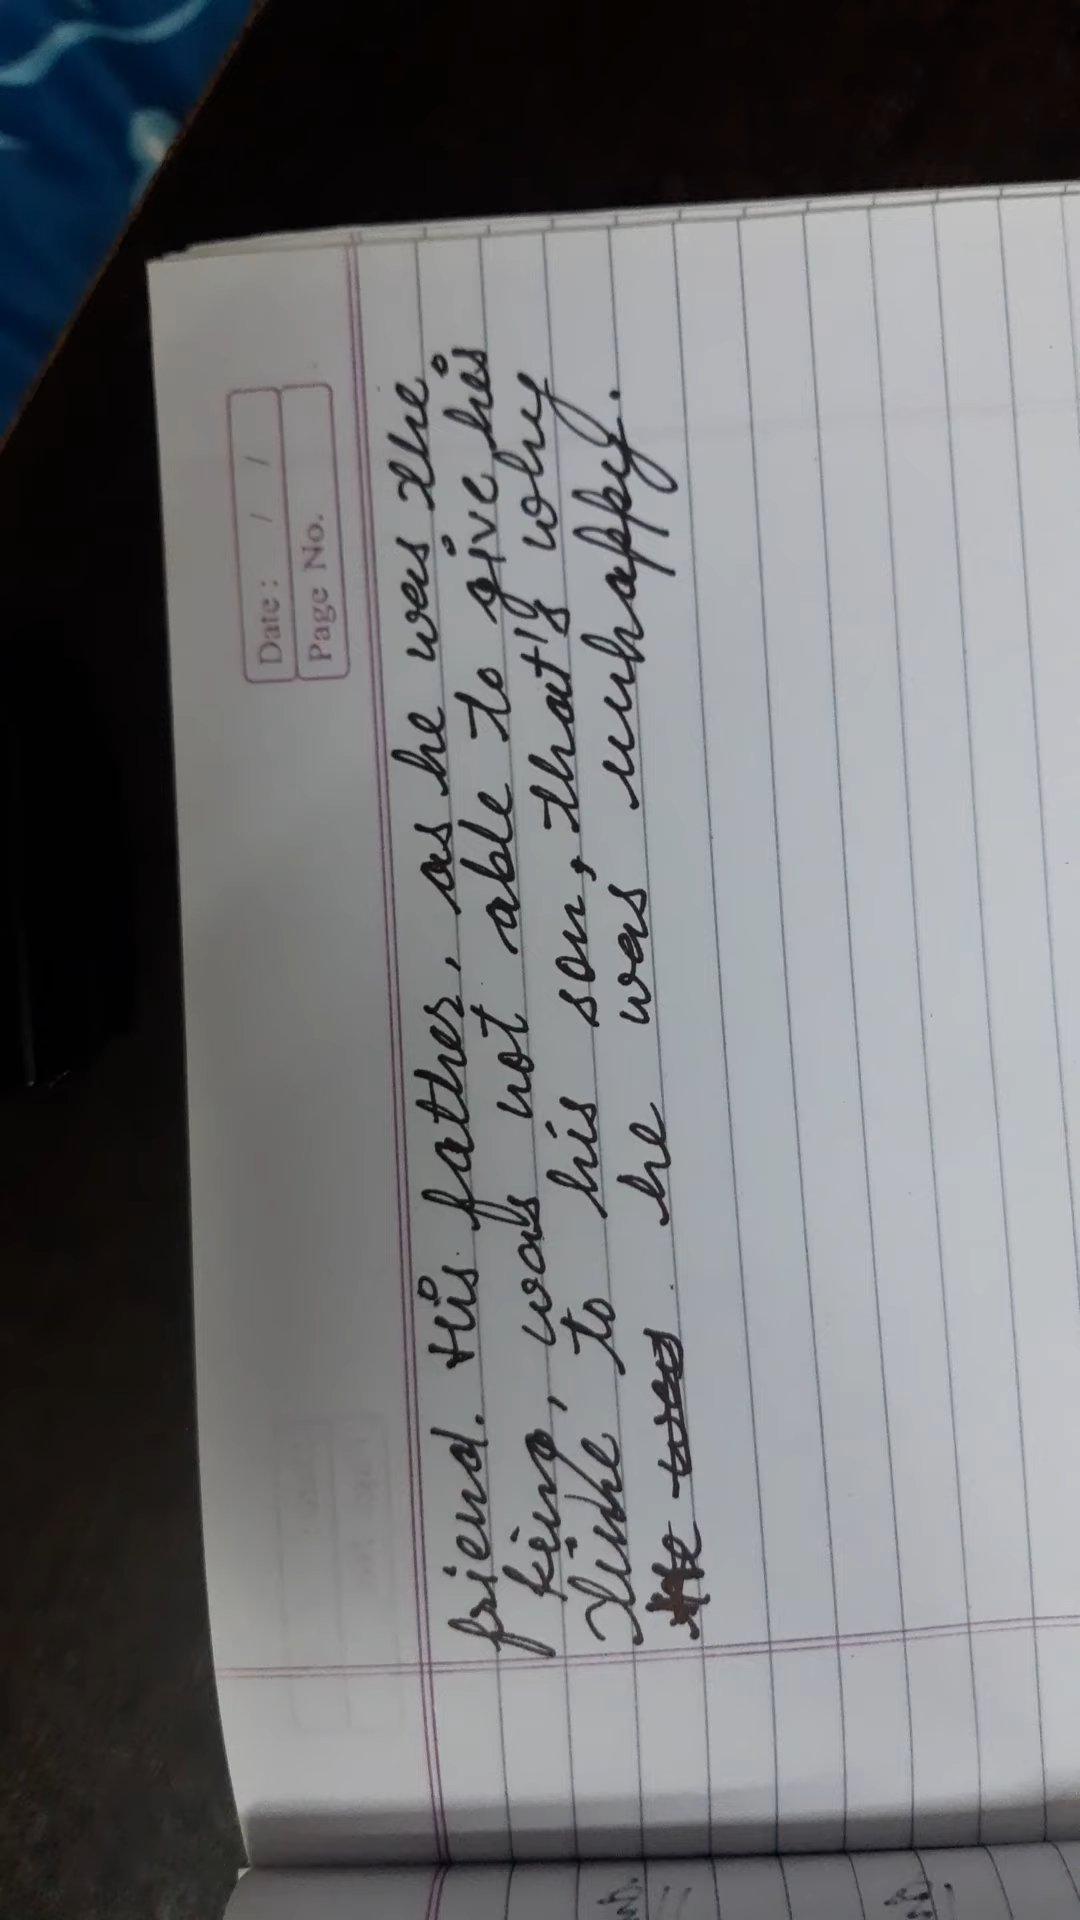 Date : / /
Page No.
friend. His father, as he was the
king, was not able to give his
time to his son, that's why
he was unhappy.